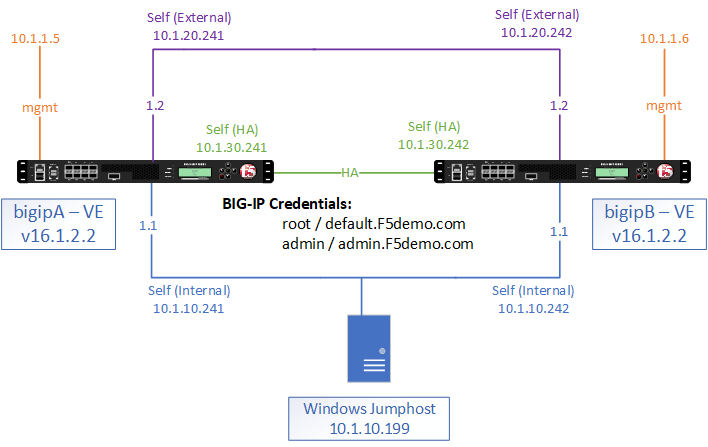 Self (External)
10.1.20.241
Self (External)
10.1.20.242
10.1.1.5
10.1.1.6
mgmt
1.2
1.2
mgmt
Self (HA)
10.1.30.241
Self (HA)
10.1.30.242
HA
bigipA – VE
v16.1.2.2
BIG-IP Credentials:
root / default.F5demo.com
admin / admin.F5demo.com
bigipB – VE
v16.1.2.2
1.1
1.1
Self (Internal)
10.1.10.241
Self (Internal)
10.1.10.242
Windows Jumphost
10.1.10.199